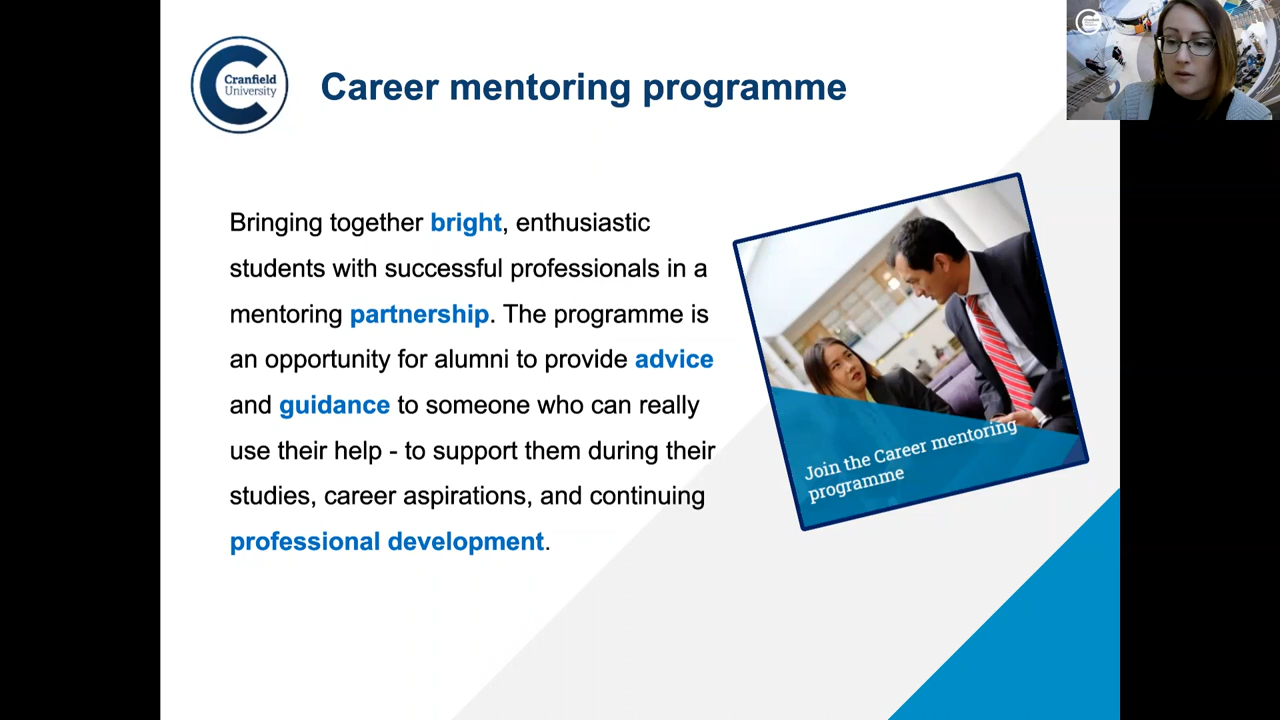 Cranfield
University
Career mentoring programme
Cranfield
Bringing together bright, enthusiastic
students with successful professionals in a
mentoring partnership. The programme is
an opportunity for alumni to provide advice
and guidance to someone who can really
use their help - to support them during their
studies, career aspirations, and continuing
professional development.
Join the Career mentoring
programme